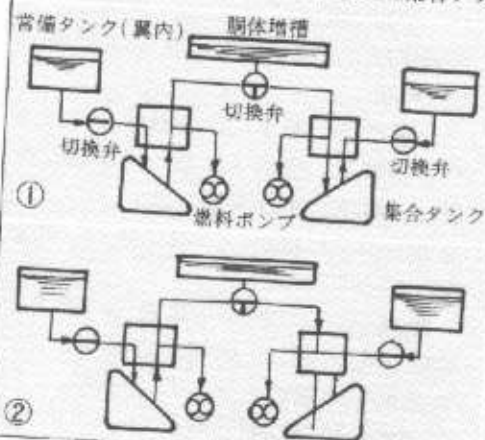 常備タンク(翼内)
胴体増槽
切換弁
切換弁
切換弁
燃料ポンプ
集合タンク
①
②